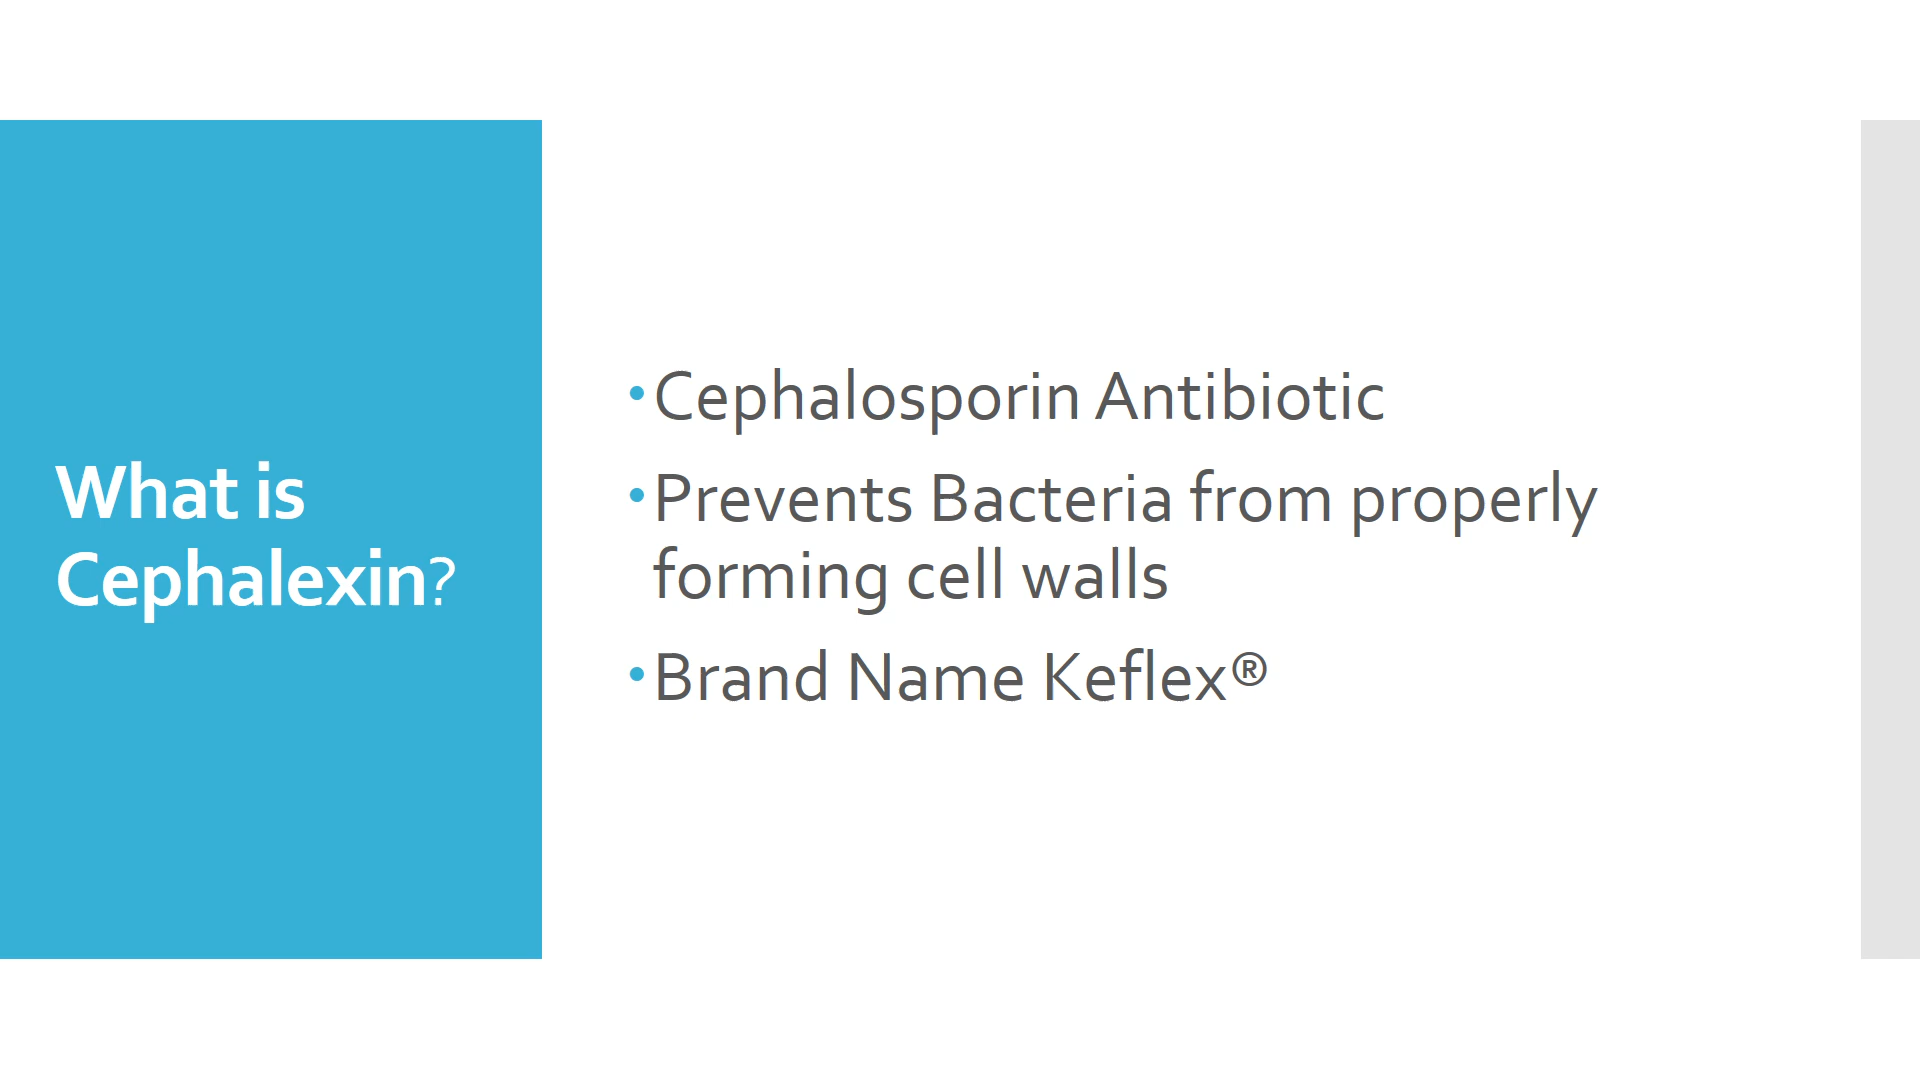 What is
Cephalexin?
•Cephalosporin Antibiotic
•Prevents Bacteria from properly
forming cell walls
•Brand Name Keflex®